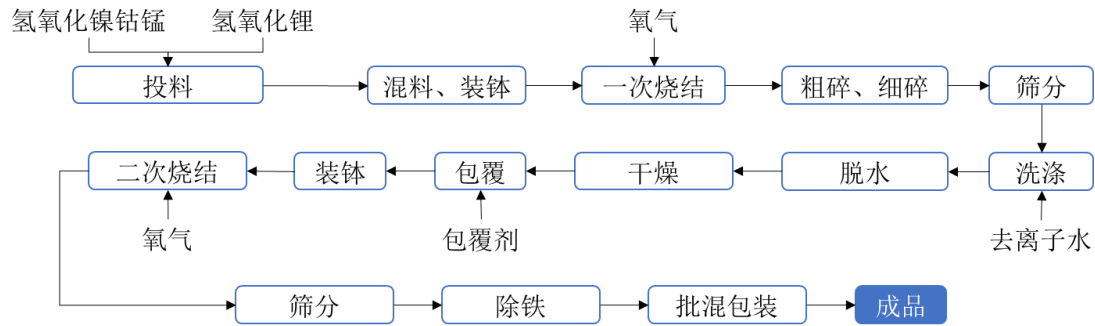 氢氧化镍钴锰 氢氧化锂 氧气
投料 混料、装钵 一次烧结 粗碎、细碎 筛分
二次烧结 装钵 包覆 干燥 脱水 洗涤
氧气 包覆剂 去离子水
筛分 除铁 批混包装 成品